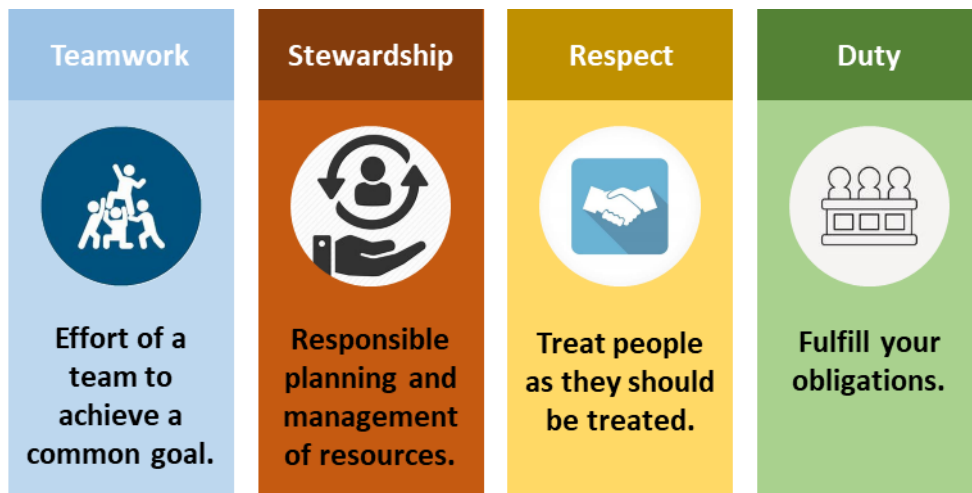 Teamwork
Effort of a
team to
achieve a
common goal.
Stewardship
Responsible
planning and
management
of resources.
Respect
Treat people
as they should
be treated.
Duty
Fulfill your
obligations.